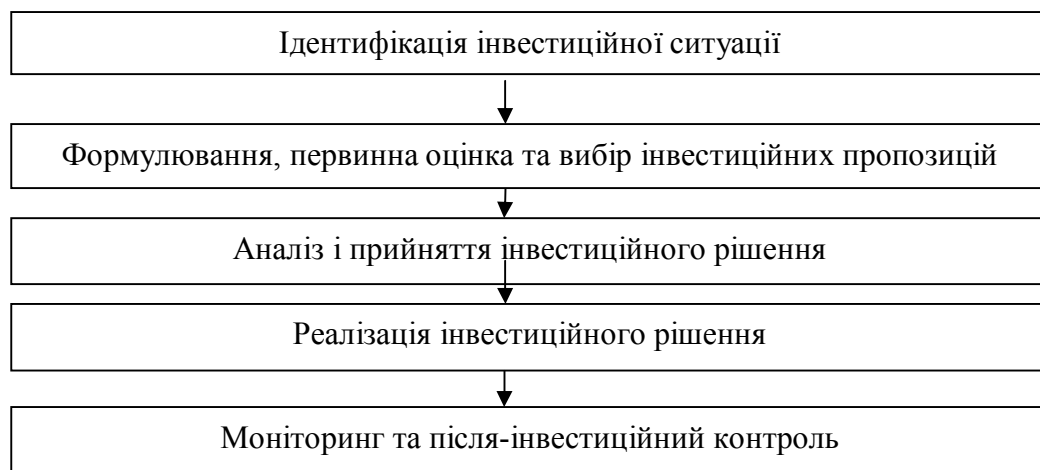 Ідентифікація інвестиційної ситуації
Формулювання, первинна оцінка та вибір інвестиційних пропозицій
Аналіз і прийняття інвестиційного рішення
Реалізація інвестиційного рішення
Моніторинг та після-інвестиційний контроль